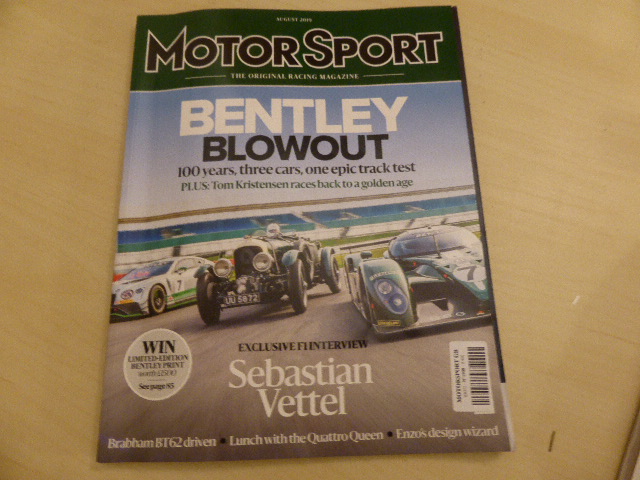 AUGUST 2019
MOTOR SPORT
THE ORIGINAL RACING MAGAZINE
BENTLEY
BLOWOUT
100 years, three cars, one epic track test
PLUS: Tom Kristensen races back to a golden age
7
UU 5872
7
WIN
LIMITED-EDITION
BENTLEY PRINT
worth
See page 85
EXCLUSIVE F1 INTERVIEW
Sebastian
Vettel
MOTORSPORT GB
Brabham BT62 driven • Lunch with the Quattro Queen • Enzo's design wizard